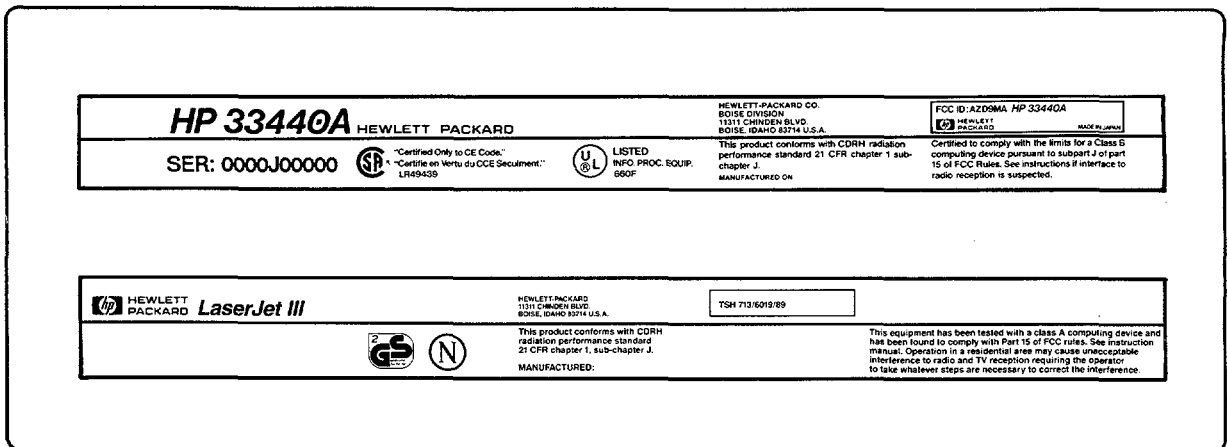 HP 33440A HEWLETT PACKARD
HEWLETT-PACKARD CO.
BOISE DIVISION
11311 CHINDEN BLVD.
BOISE, IDAHO 83714 U.S.A.
FCC ID:AZD9MA HP 33440A
hp HEWLETT
PACKARD
MADE IN JAPAN
SER: 0000J00000
SA
"Certified Only to CE Code."
"Certifie en Vertu du CCE Seculment."
LR49439
UL
®
LISTED
INFO. PROC. EQUIP.
660F
This product conforms with CDRH radiation
performance standard 21 CFR chapter 1 sub-
chapter J.
MANUFACTURED ON
Certified to comply with the limits for a Class B
computing device pursuant to subpart J of part
15 of FCC Rules. See instructions if interface to
radio reception is suspected.
hp HEWLETT
PACKARD LaserJet III
HEWLETT-PACKARD
11311 CHINDEN BLVD.
BOISE, IDAHO 83714 U.S.A.
TSH 713/6019/89
2
GS
N
This product conforms with CDRH
radiation performance standard
21 CFR chapter 1, sub-chapter J.
MANUFACTURED:
This equipment has been tested with a class A computing device and
has been found to comply with Part 15 of FCC rules. See instruction
manual. Operation in a residential area may cause unacceptable
interference to radio and TV reception requiring the operator
to take whatever steps are necessary to correct the interference.